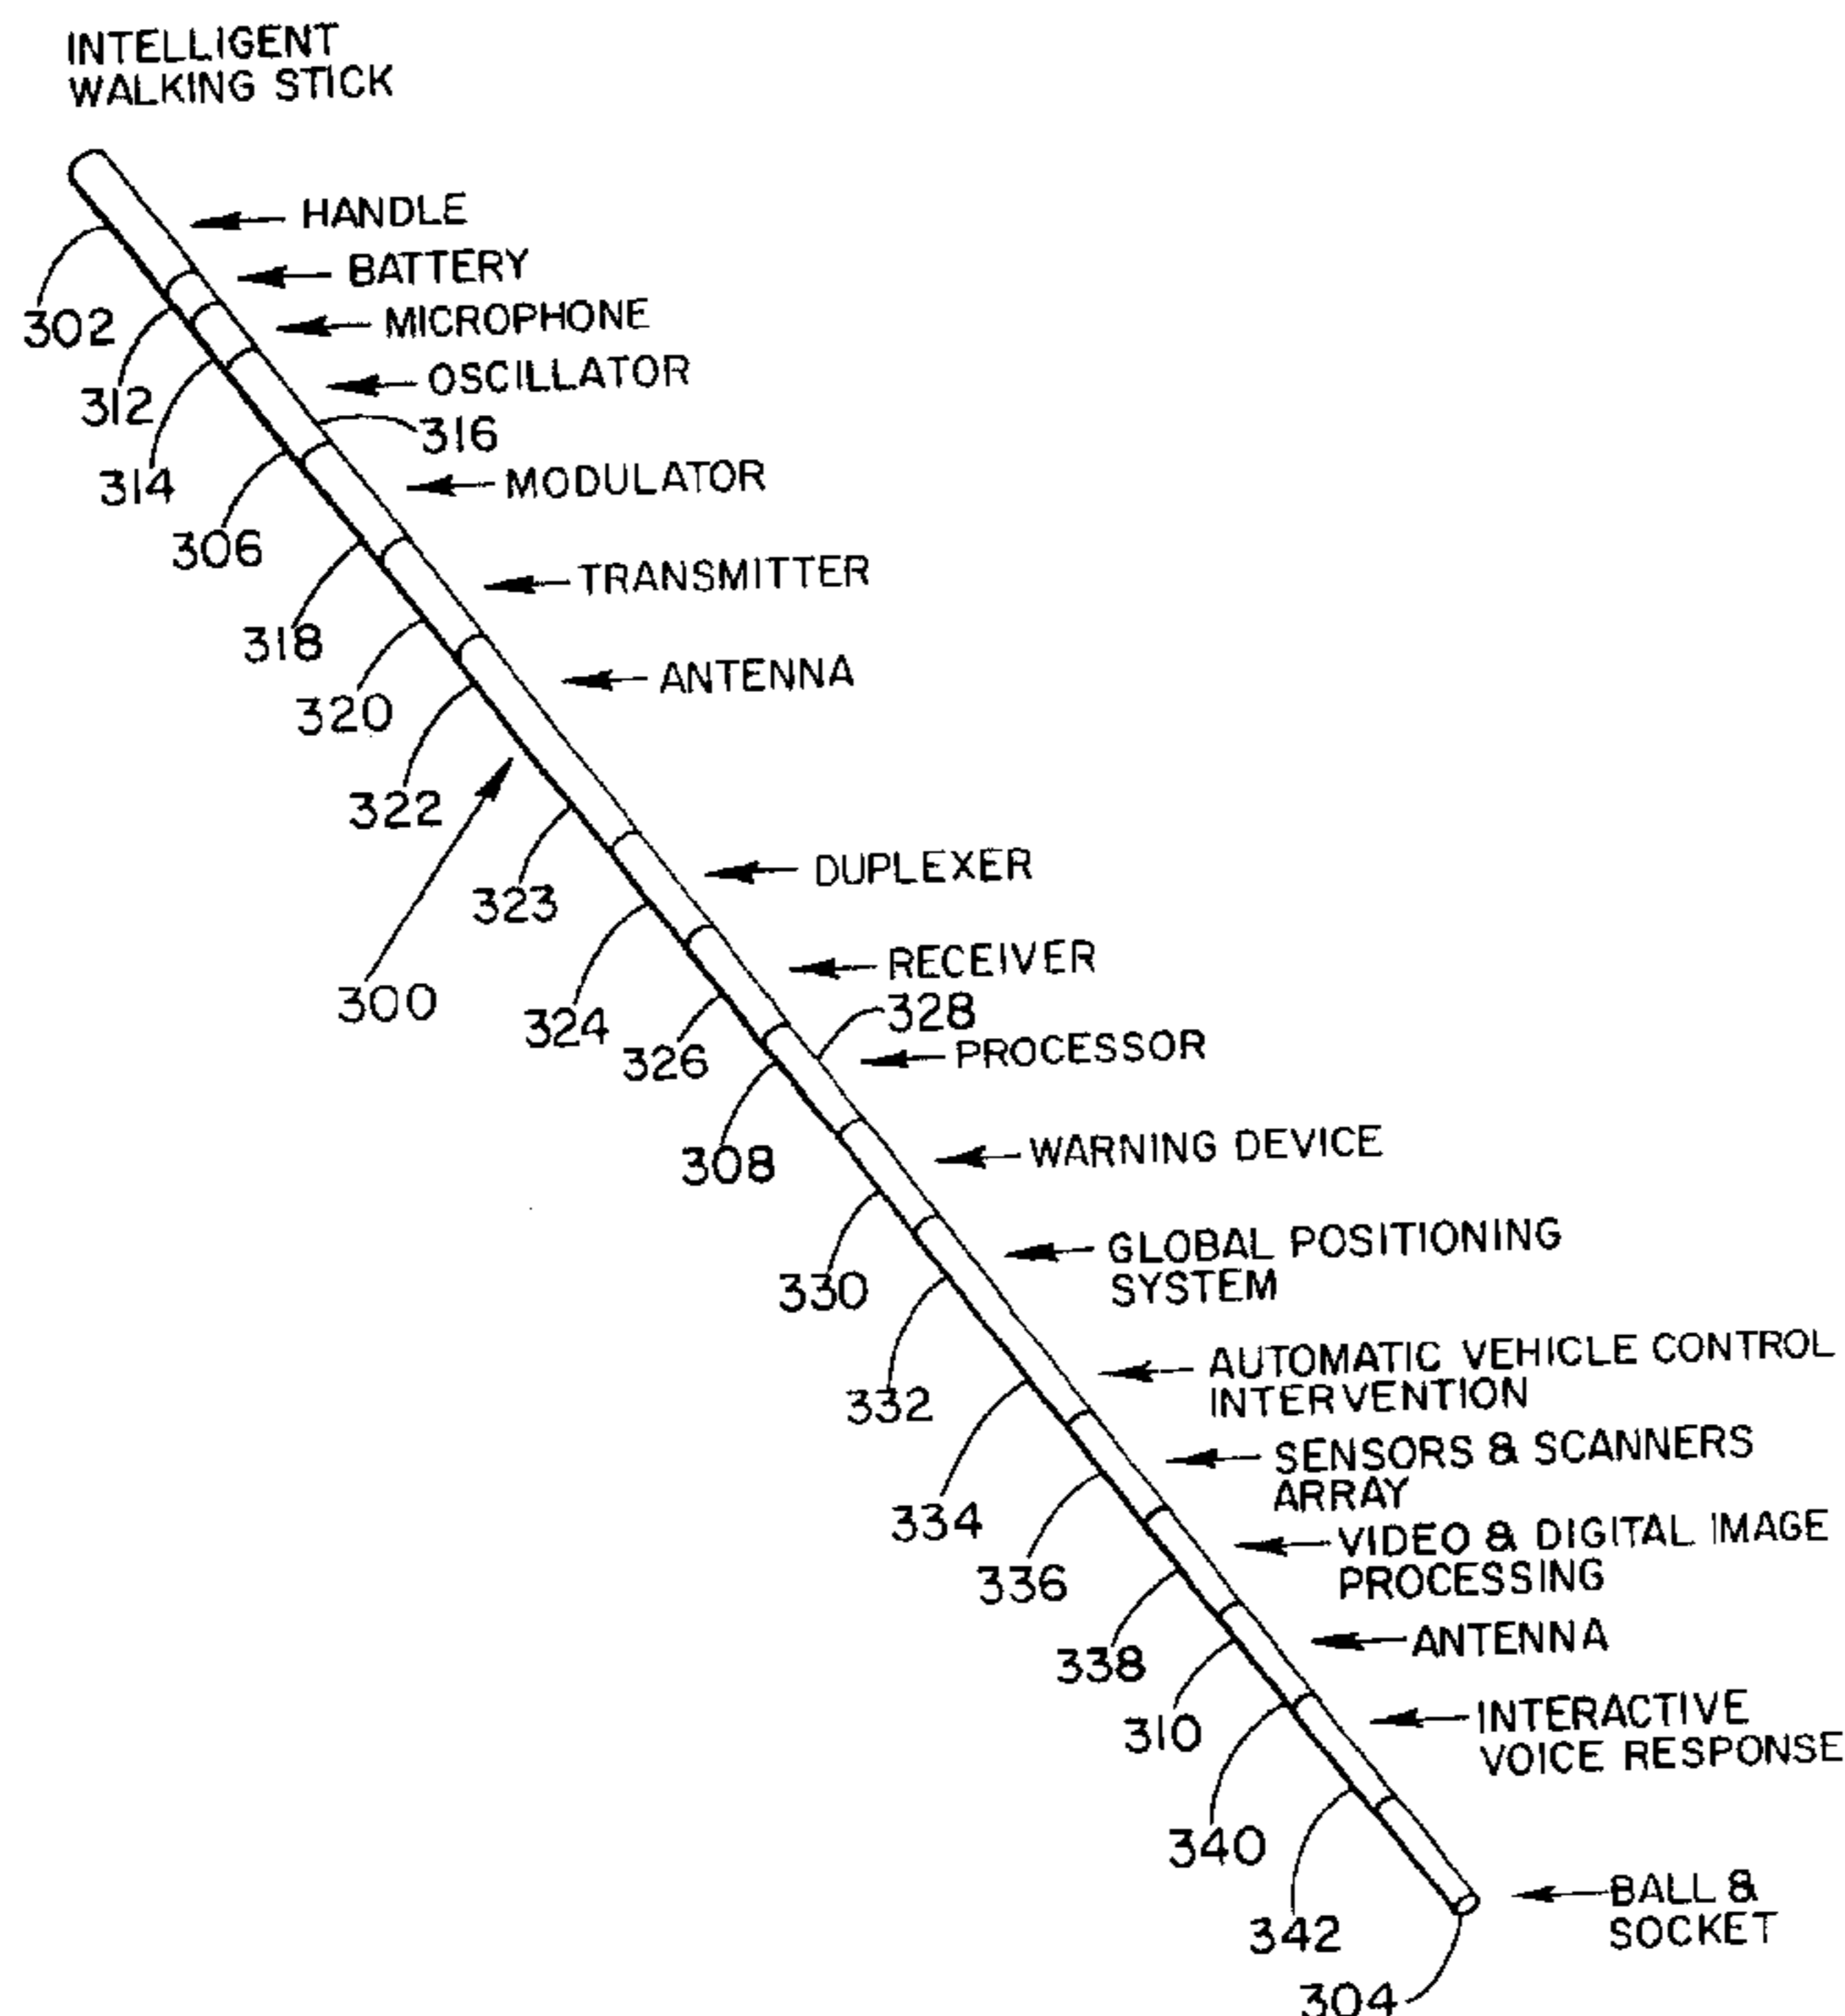 INTELLIGENT
WALKING STICK
HANDLE
BATTERY
302
MICROPHONE
312
OSCILLATOR
316
314
MODULATOR
306
TRANSMITTER
318
ANTENNA
320
322
DUPLEXER
323
RECEIVER
300
328
324
PROCESSOR
326
WARNING DEVICE
308
GLOBAL POSITIONING
SYSTEM
330
AUTOMATIC VEHICLE CONTROL
INTERVENTION
332
SENSORS & SCANNERS
ARRAY
334
VIDEO & DIGITAL IMAGE
PROCESSING
336
ANTENNA
338
INTERACTIVE
VOICE RESPONSE
310
340
BALL &
SOCKET
342
304